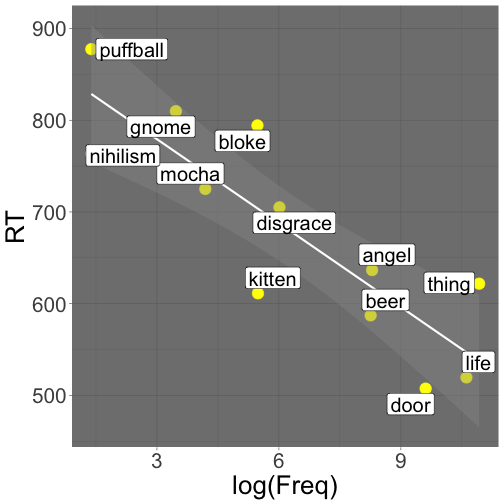 900
800
700
600
500
RT
puffball
gnome
bloke
nihilism
mocha
disgrace
angel
kitten
thing
beer
life
door
3 6 9
log(Freq)